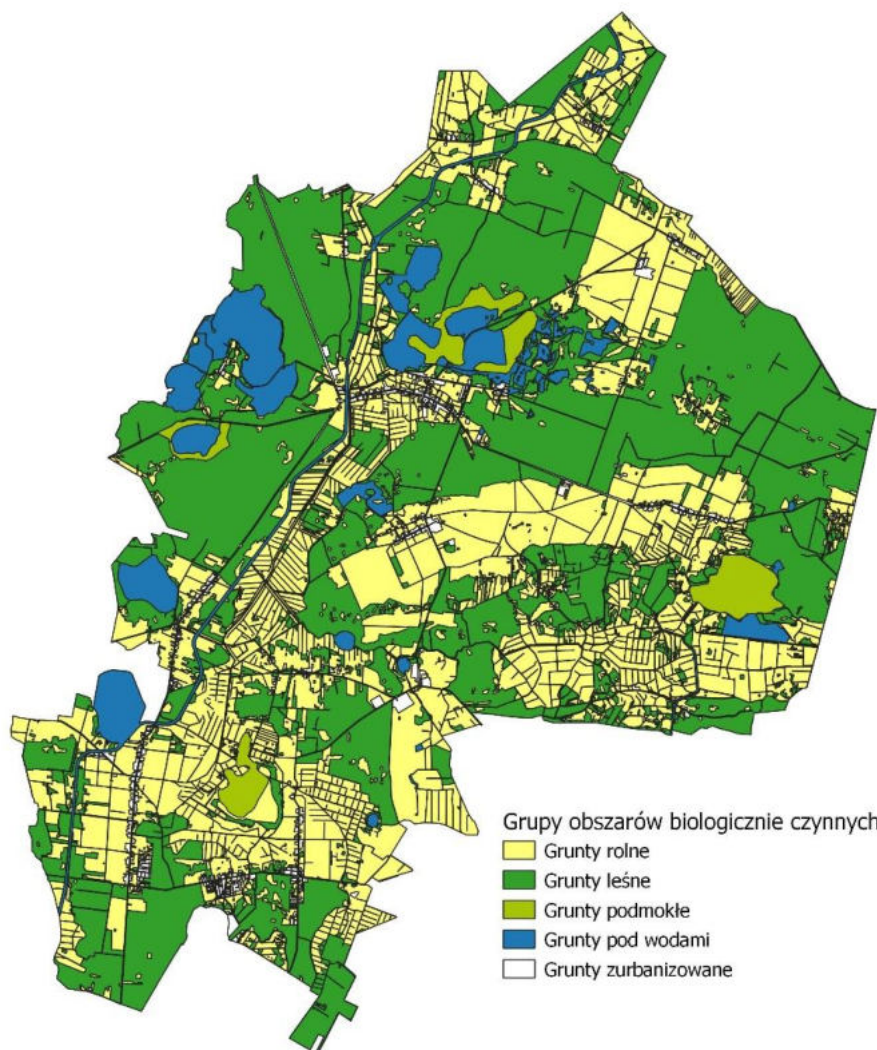 Grupy obszarów biologicznie czynnych
Grunty rolne
Grunty leśne
Grunty podmokłe
Grunty pod wodami
Grunty zurbanizowane